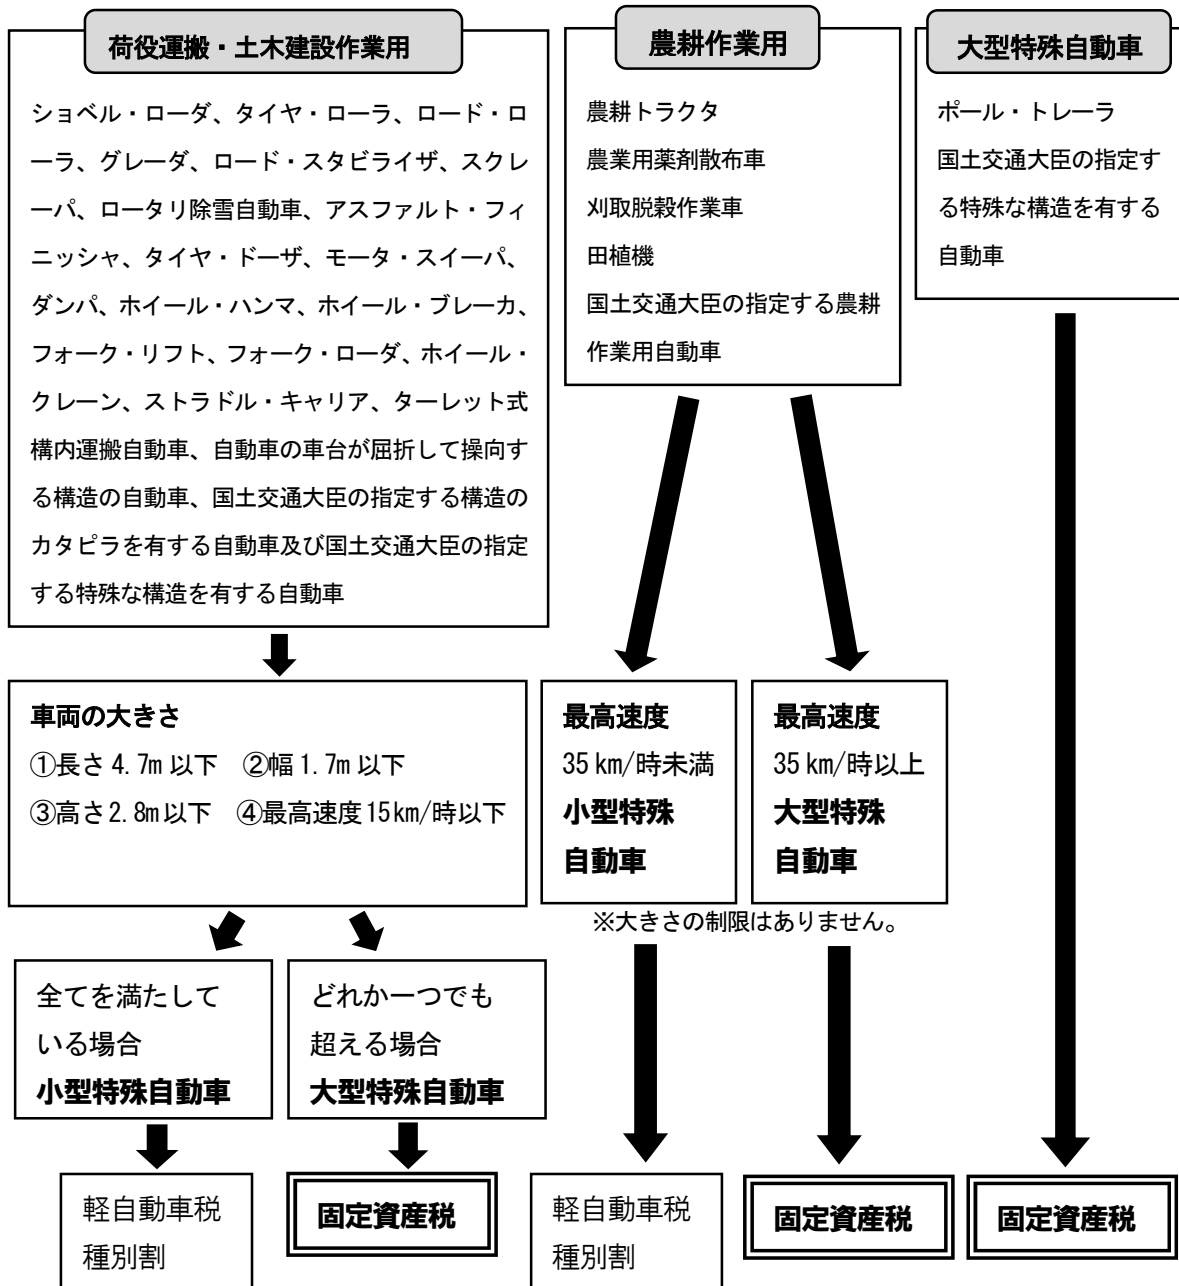 荷役運搬・土木建設作業用
ショベル・ローダ、タイヤ・ローラ、ロード・ロ
ーラ、グレーダ、ロード・スタビライザ、スクレ
ーパ、ロータリ除雪自動車、アスファルト・フィ
ニッシャ、タイヤ・ドーザ、モータ・スイーパ、
ダンパ、ホイール・ハンマ、ホイール・ブレーカ、
フォーク・リフト、フォーク・ローダ、ホイール・
クレーン、ストラドル・キャリア、ターレット式
構内運搬自動車、自動車の車台が屈折して操向す
る構造の自動車、国土交通大臣の指定する構造の
カタピラを有する自動車及び国土交通大臣の指定
する特殊な構造を有する自動車
農耕作業用
農耕トラクタ
農業用薬剤散布車
刈取脱穀作業車
田植機
国土交通大臣の指定する農耕
作業用自動車
大型特殊自動車
ポール・トレーラ
国土交通大臣の指定す
る特殊な構造を有する
自動車
車両の大きさ
①長さ 4.7m 以下 ②幅 1.7m 以下
③高さ 2.8m 以下 ④最高速度 15 km/時以下
最高速度
35 km/時未満
小型特殊
自動車
最高速度
35 km/時以上
大型特殊
自動車
※大きさの制限はありません。
全てを満たして
いる場合
小型特殊自動車
どれか一つでも
超える場合
大型特殊自動車
軽自動車税
種別割
固定資産税
軽自動車税
種別割
固定資産税
固定資産税